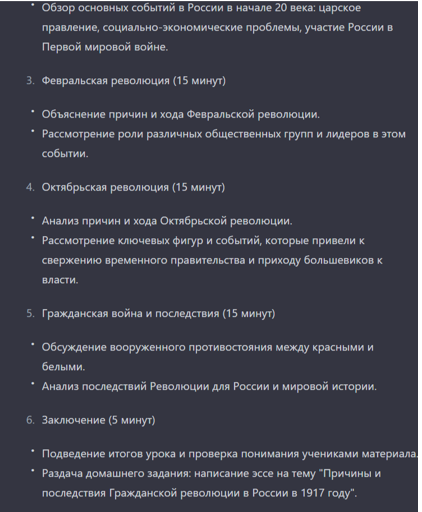 • Обзор основных событий в России в начале 20 века: царское
правление, социально-экономические проблемы, участие России в
Первой мировой войне.
3. Февральская революция (15 минут)
• Объяснение причин и хода Февральской революции.
• Рассмотрение роли различных общественных групп и лидеров в этом
событии.
4. Октябрьская революция (15 минут)
• Анализ причин и хода Октябрьской революции.
• Рассмотрение ключевых фигур и событий, которые привели к
свержению временного правительства и приходу большевиков к
власти.
5. Гражданская война и последствия (15 минут)
• Обсуждение вооруженного противостояния между красными и
белыми.
• Анализ последствий Революции для России и мировой истории.
6. Заключение (5 минут)
• Подведение итогов урока и проверка понимания учениками материала.
• Раздача домашнего задания: написание эссе на тему "Причины и
последствия Гражданской революции в России в 1917 году".